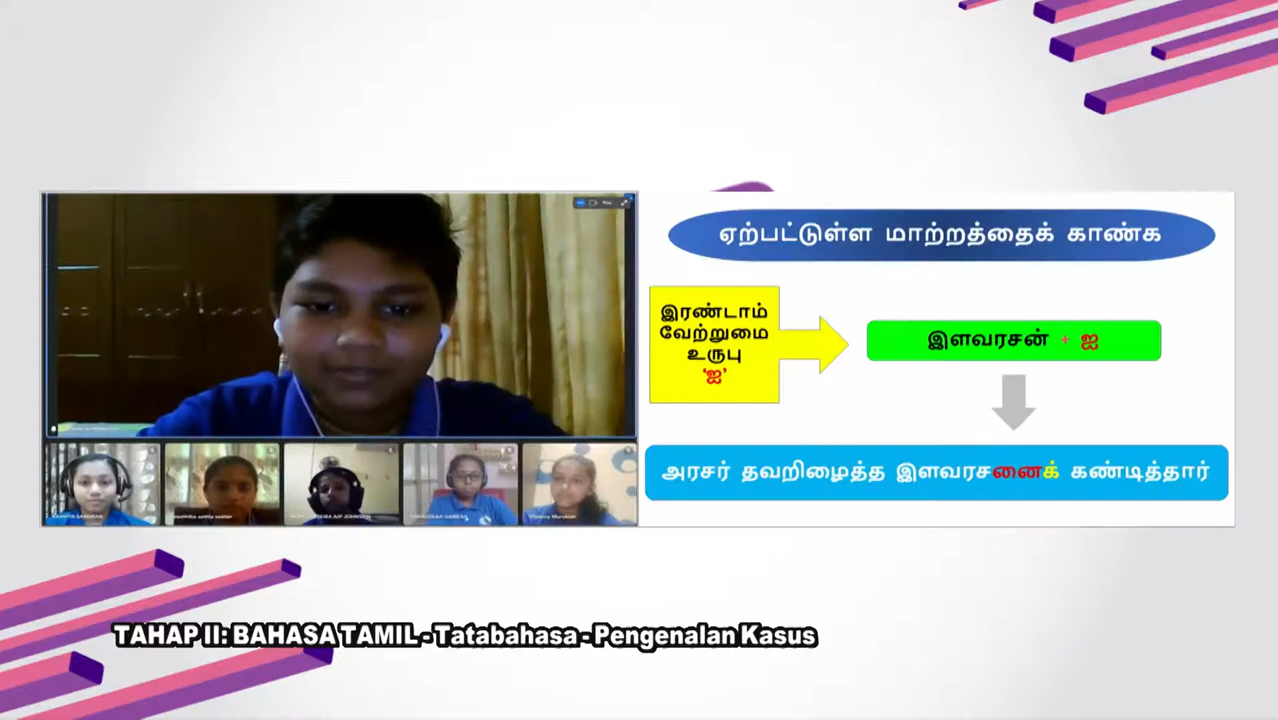 ஏற்பட்டுள்ள மாற்றத்தைக் காண்க
இரண்டாம்
வேற்றுமை
உருபு
'ஐ'
இளவரசன் + ஐ
அரசர் தவறிழைத்த இளவரசனைக் கண்டித்தார்
TAHAP II: BAHASA TAMIL - Tatabahasa - Pengenalan Kasus